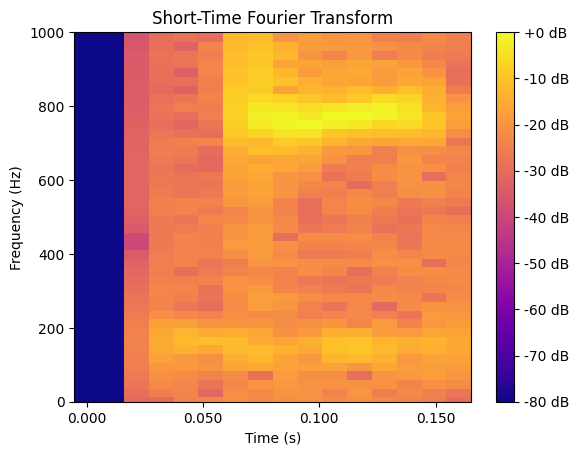 Short-Time Fourier Transform
Frequency (Hz)
1000
800
600
400
200
0
0.000
0.050
0.100
0.150
Time (s)
+0 dB
-10 dB
-20 dB
-30 dB
-40 dB
-50 dB
-60 dB
-70 dB
-80 dB